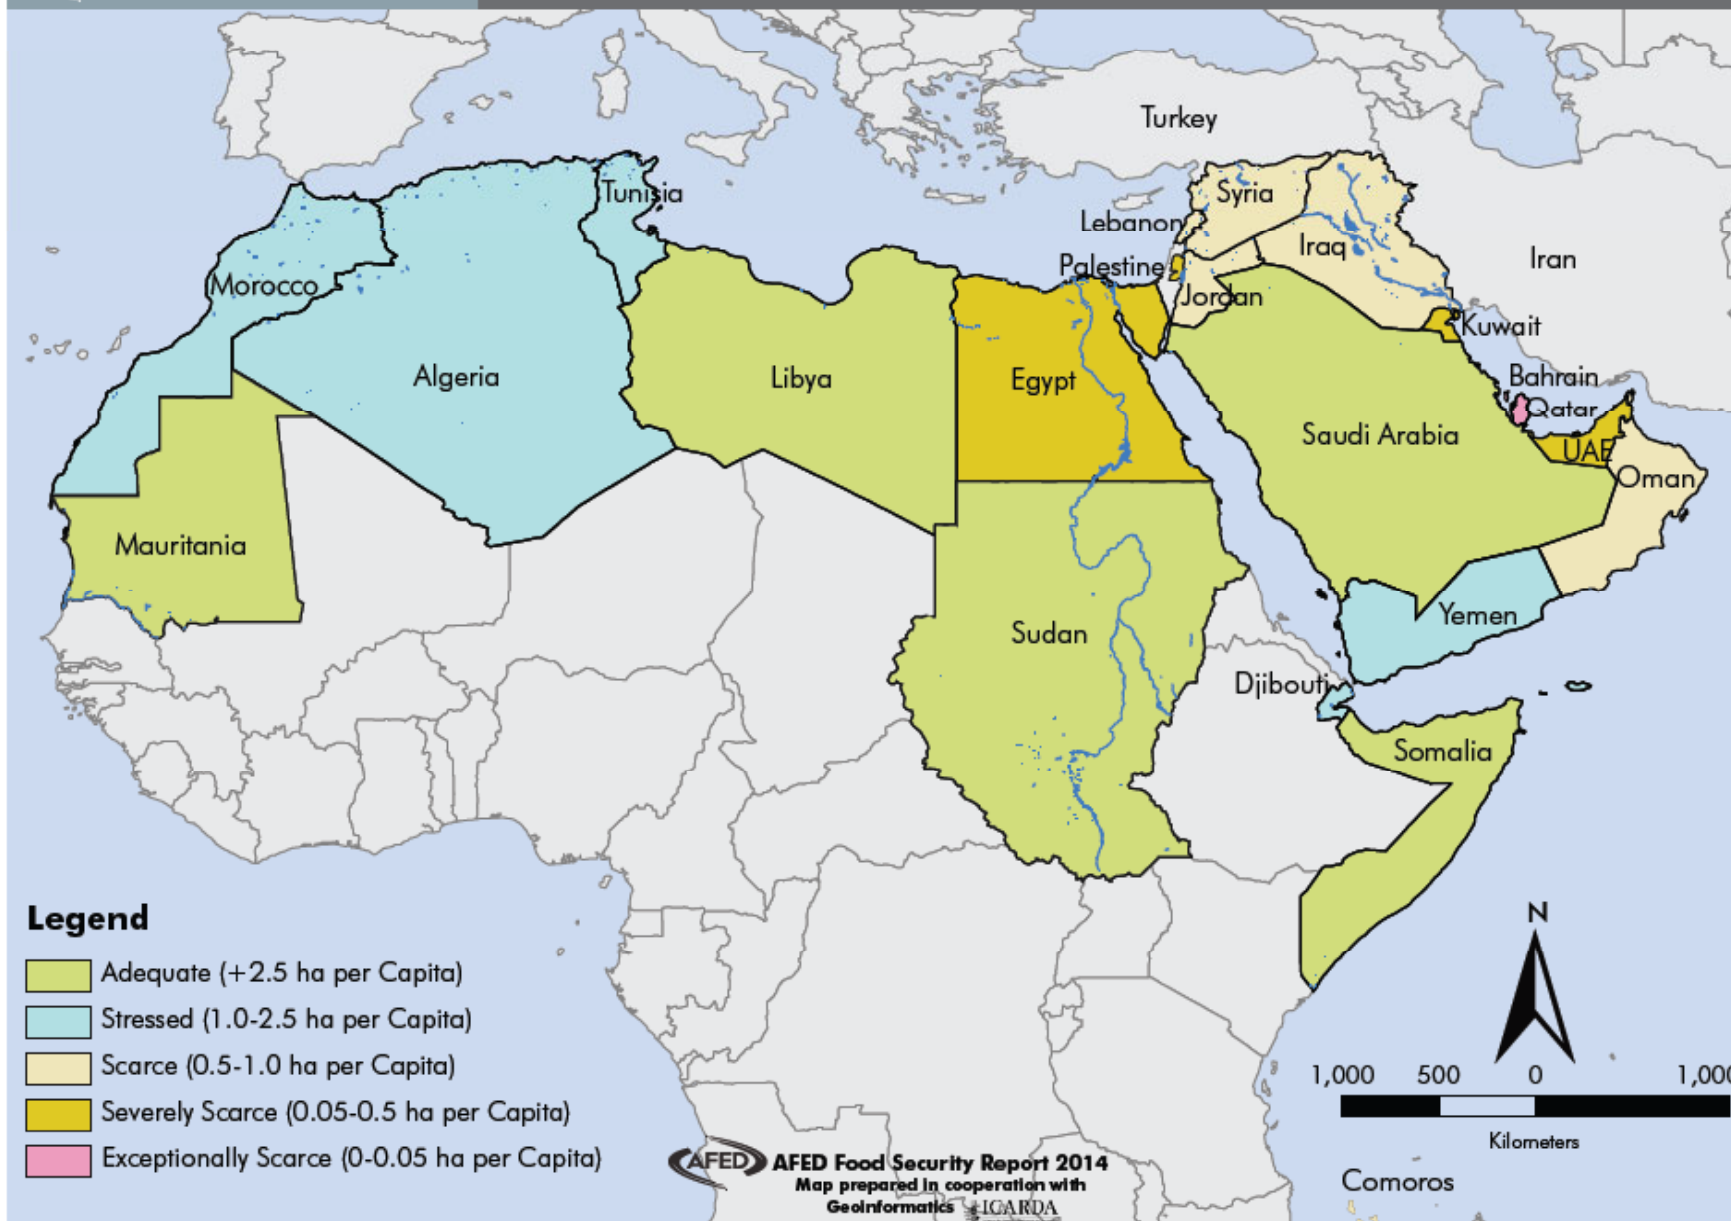 Turkey
Tunisia
Syria
Lebanon
Iraq
Iran
Palestine
Morocco
Jordan
Kuwait
Algeria
Libya
Egypt
Bahrain
Qatar
Saudi Arabia
UAE
Oman
Mauritania
Yemen
Sudan
Djibouti
Somalia
Legend
Adequate (+2.5 ha per Capita)
Stressed (1.0-2.5 ha per Capita)
Scarce (0.5-1.0 ha per Capita)
Severely Scarce (0.05-0.5 ha per Capita)
Exceptionally Scarce (0-0.05 ha per Capita)
N
1,000 500 0 1,000
Kilometers
AFED AFED Food Security Report 2014
Map prepared in cooperation with
Geoinformatics ICARDA
Comoros